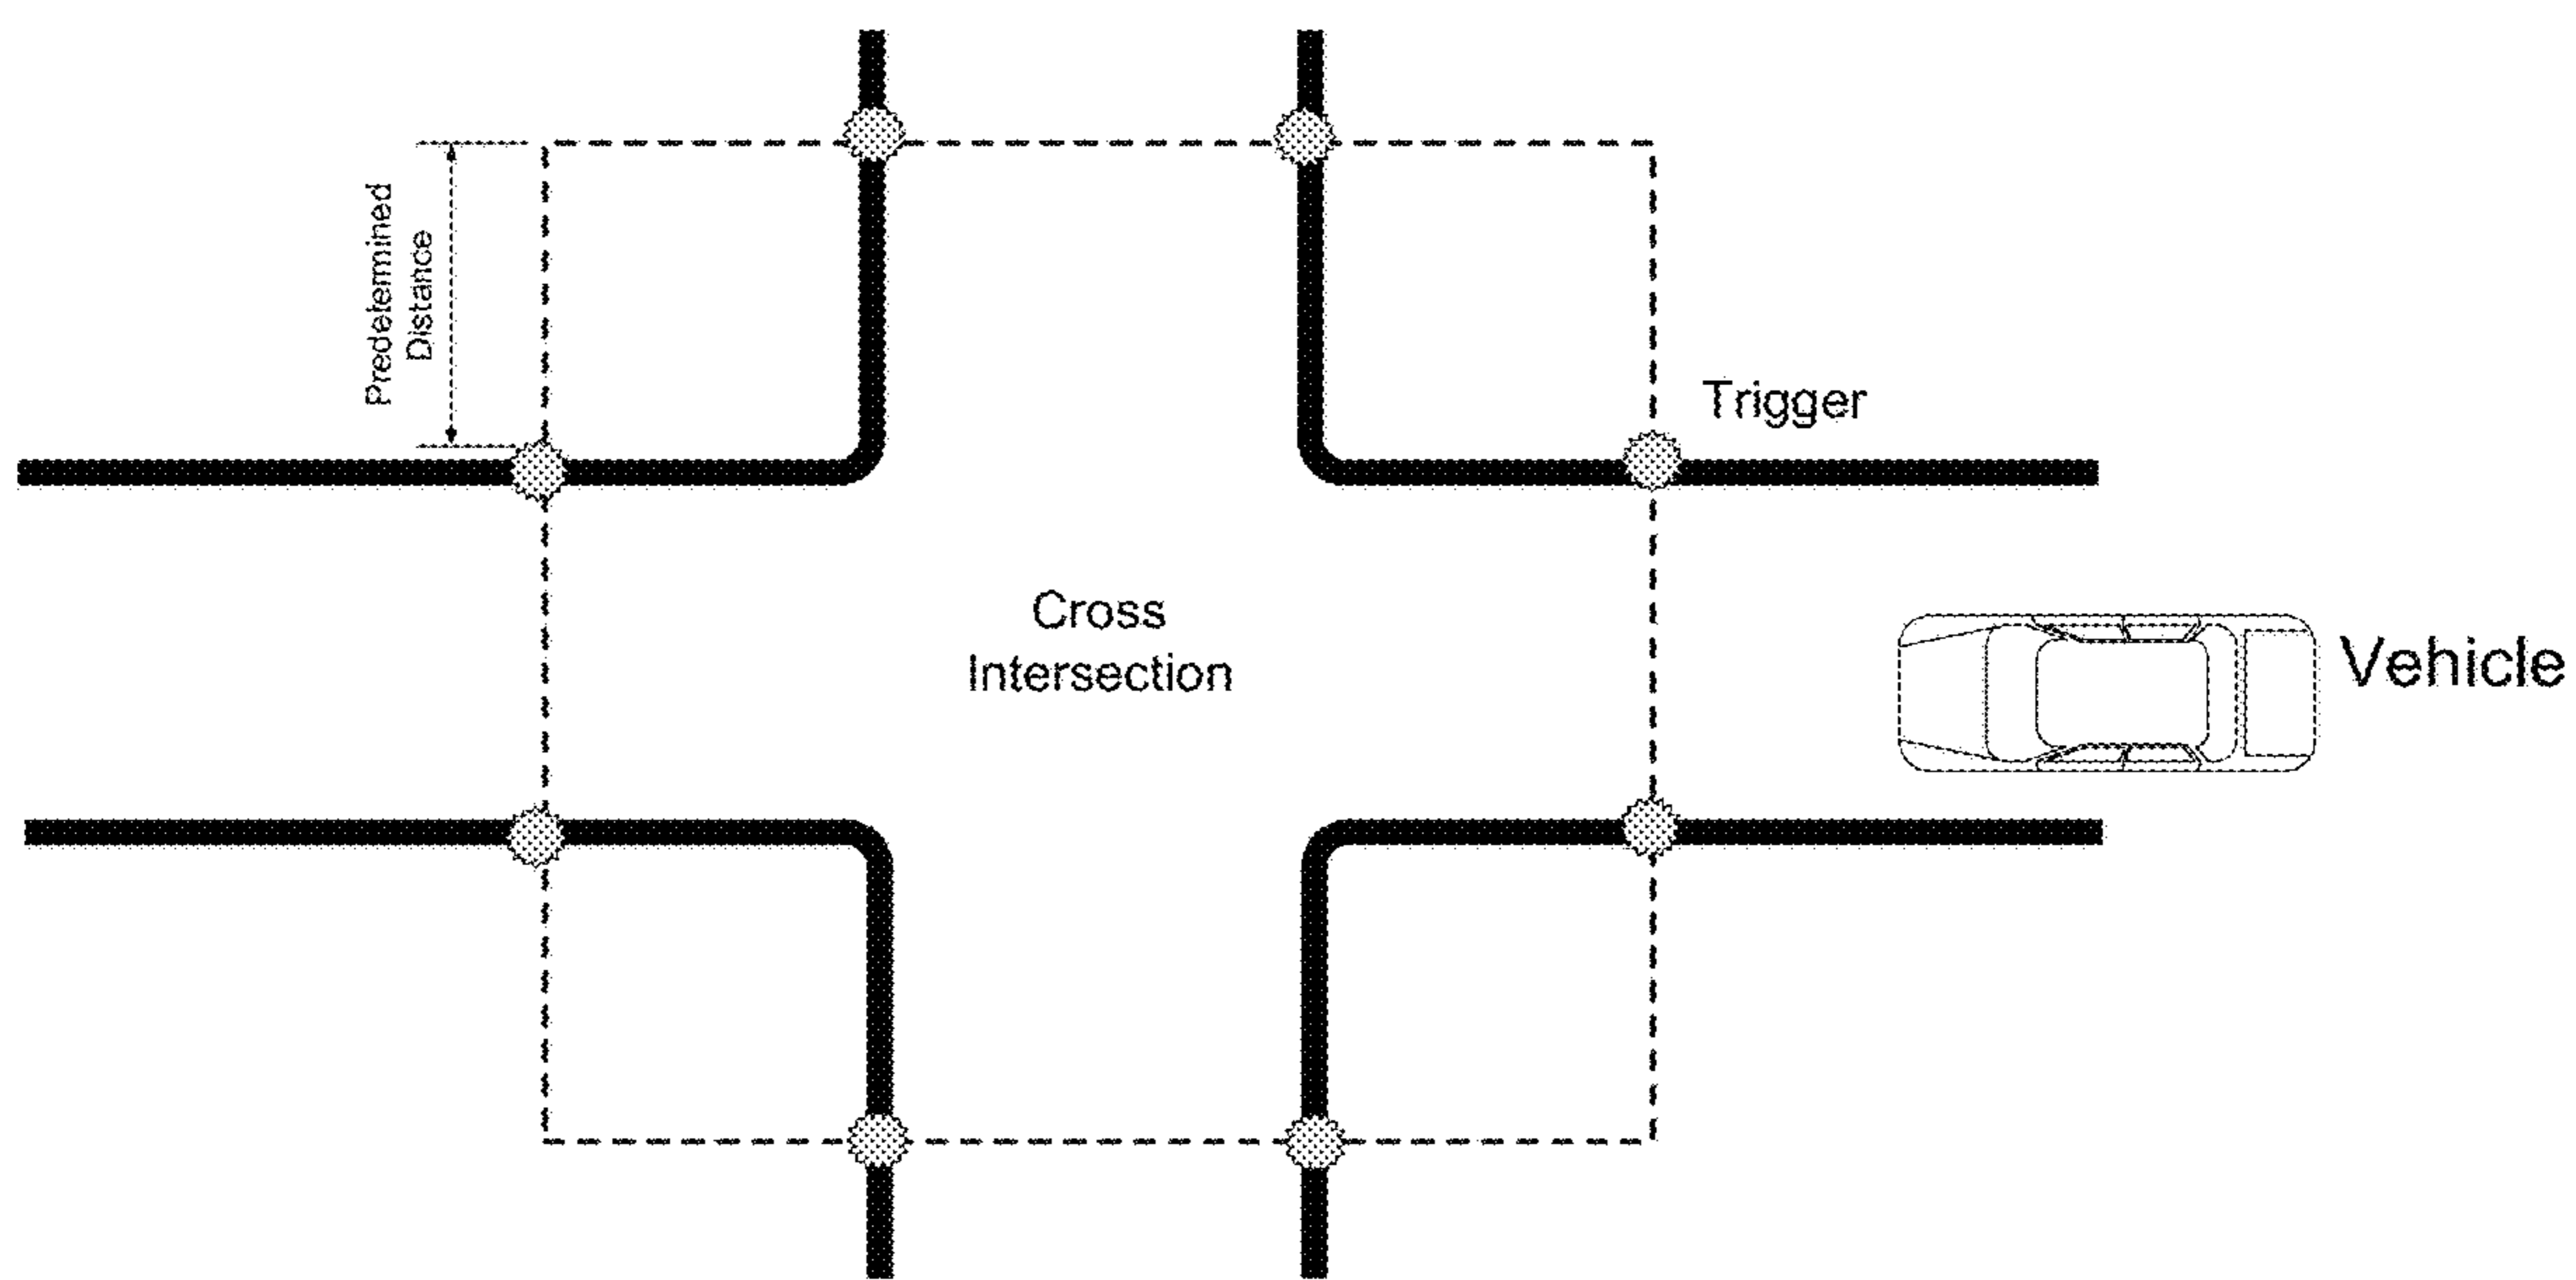 Predetermined
Distance
Trigger
Cross
Intersection
Vehicle